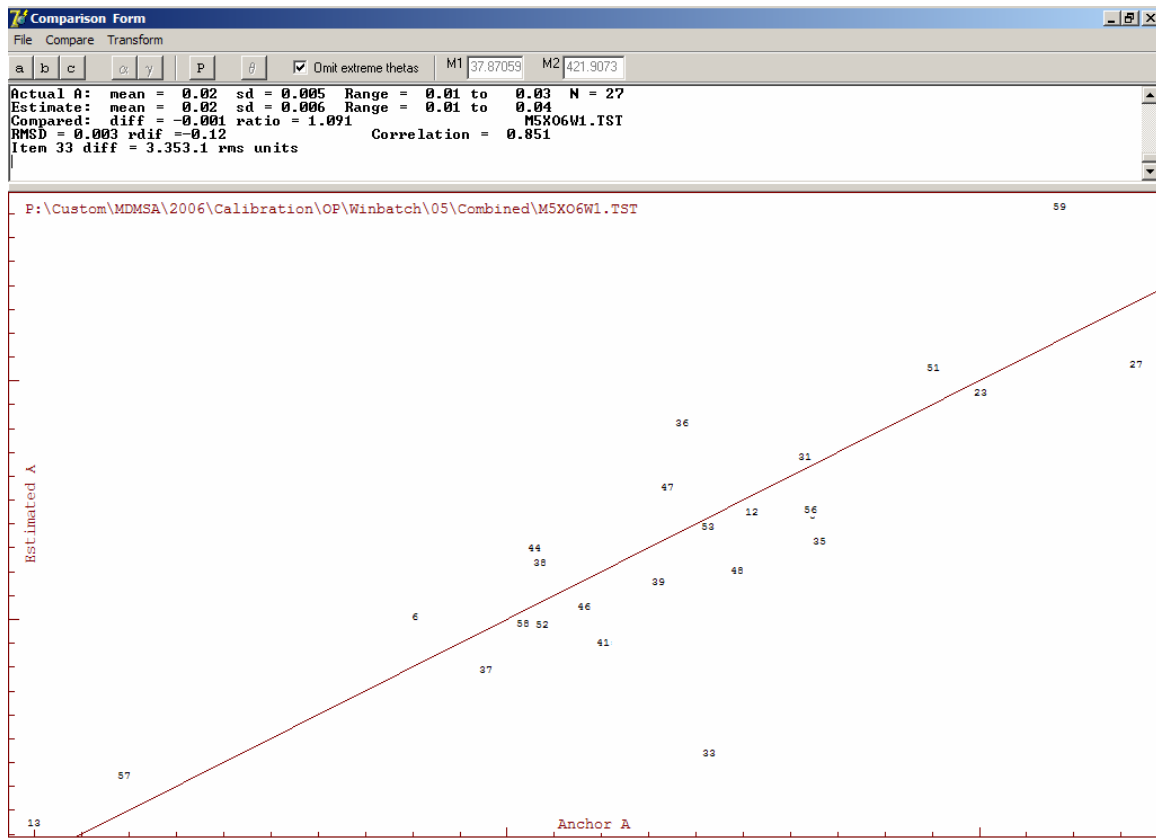 Comparison Form
File Compare Transform
a b c α γ P θ Omit extreme thetas M1 37.87059 M2 421.9073
Actual A: mean = 0.02 sd = 0.005 Range = 0.01 to 0.03 N = 27
Estimate: mean = 0.02 sd = 0.006 Range = 0.01 to 0.04
Compared: diff = -0.001 ratio = 1.091 M5XO6W1.TST
RMSD = 0.003 rdif =-0.12 Correlation = 0.851
Item 33 diff = 3.353.1 rms units
P:\Custom\MDMSA\2006\Calibration\OP\Winbatch\05\Combined\M5XO6W1.TST
59
51
27
23
36
31
47
12
56
53
35
44
38
48
39
46
6
58
52
41
37
33
57
13
Estimated A
Anchor A